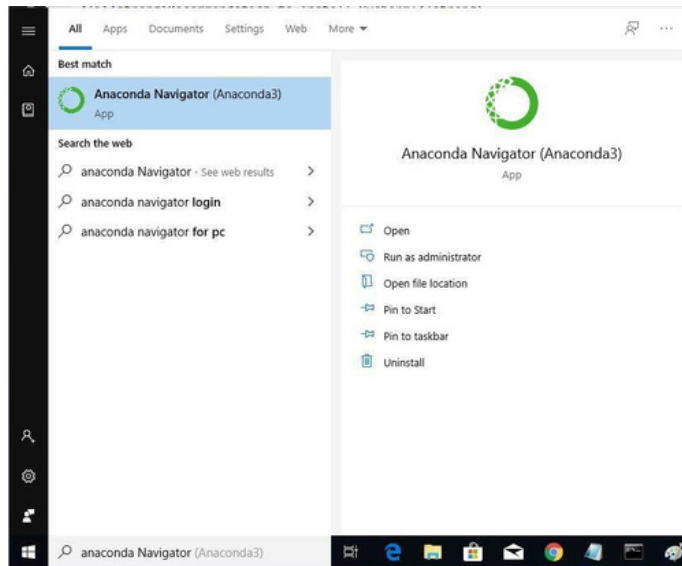 All Apps Documents Settings Web More
Best match
Anaconda Navigator (Anaconda3)
App
Search the web
anaconda Navigator - See web results
anaconda navigator login
anaconda navigator for pc
Anaconda Navigator (Anaconda3)
App
Open
Run as administrator
Open file location
Pin to Start
Pin to taskbar
Uninstall
anaconda Navigator (Anaconda3)